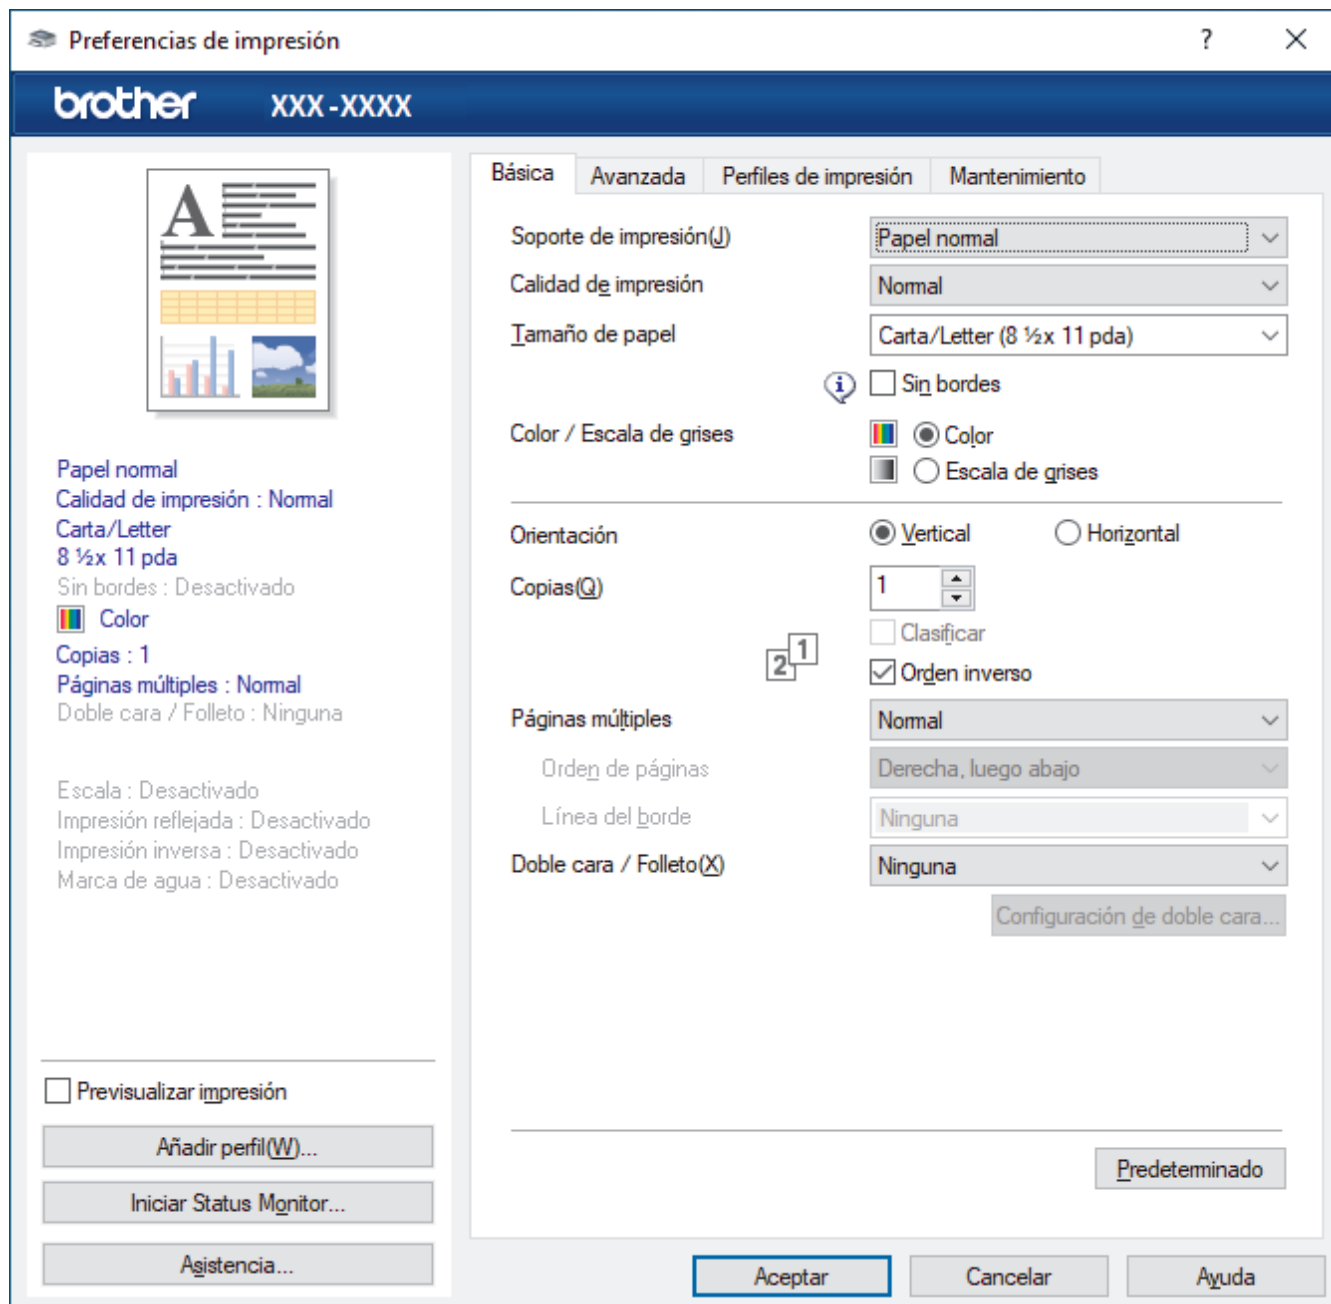 Preferencias de impresión
?
brother XXX-XXXX
A
Papel normal
Calidad de impresión : Normal
Carta/Letter
8 ½x 11 pda
Sin bordes : Desactivado
Color
Copias : 1
Páginas múltiples : Normal
Doble cara / Folleto : Ninguna
Escala : Desactivado
Impresión reflejada : Desactivado
Impresión inversa : Desactivado
Marca de agua : Desactivado
Previsualizar impresión
Añadir perfil(W)...
Iniciar Status Monitor...
Asistencia...
Básica Avanzada Perfiles de impresión Mantenimiento
Soporte de impresión(J) Papel normal
Calidad de impresión Normal
Tamaño de papel Carta/Letter (8 ½x 11 pda)
Sin bordes
Color / Escala de grises Color
Escala de grises
Orientación Vertical Horizontal
Copias(Q) 1
Clasificar
2 1
Orden inverso
Páginas múltiples Normal
Orden de páginas Derecha, luego abajo
Línea del borde Ninguna
Doble cara / Folleto(X) Ninguna
Configuración de doble cara...
Predeterminado
Aceptar Cancelar Ayuda